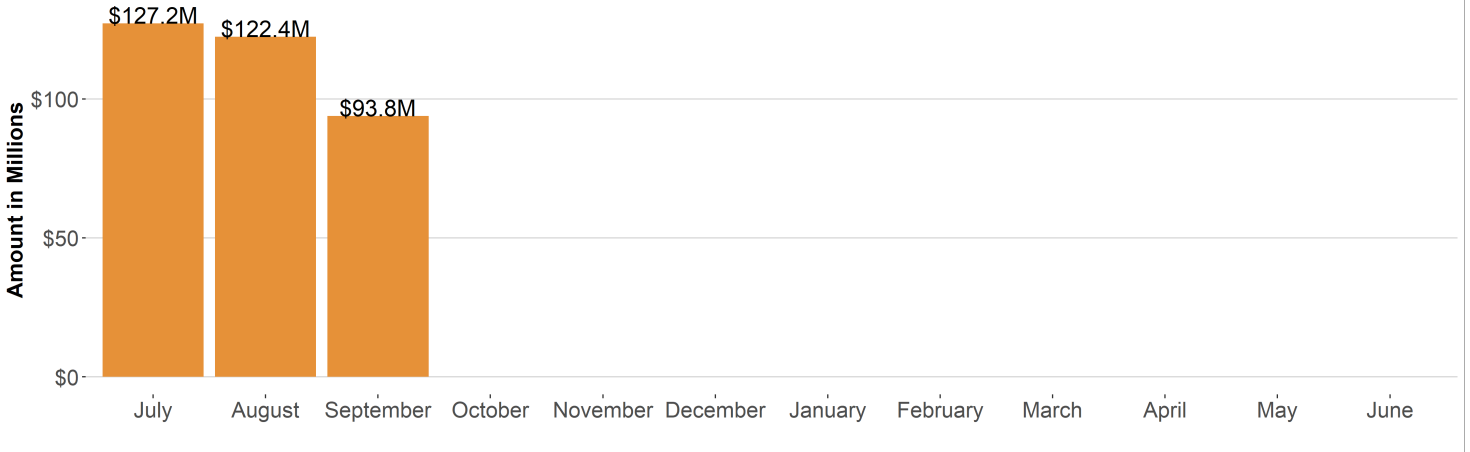 $127.2M
$122.4M
$93.8M
Amount in Millions
$100
$50
$0
July August September October November December January February March April May June